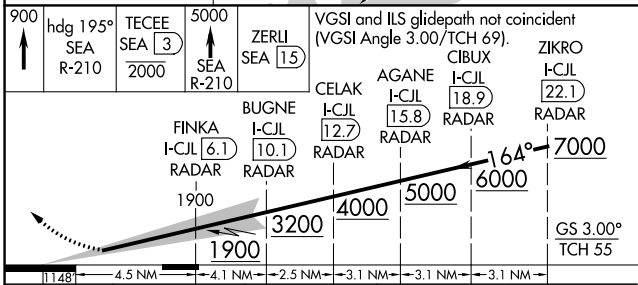 900
hdg 195°
SEA
R-210
TECEE
SEA 3
2000
5000
SEA
R-210
ZERLI
SEA 15
VGSI and ILS glidepath not coincident
(VGSI Angle 3.00/TCH 69).
FINKA
I-CJL 6.1
RADAR
BUGNE
I-CJL
10.1
RADAR
CELAK
I-CJL
12.7
RADAR
AGANE
I-CJL
15.8
RADAR
CIBUX
I-CJL
18.9
RADAR
ZIKRO
I-CJL
22.1
RADAR
1900
1900
3200
4000
5000
6000
164°
7000
GS 3.00°
TCH 55
1148'
4.5 NM
4.1 NM
2.5 NM
3.1 NM
3.1 NM
3.1 NM